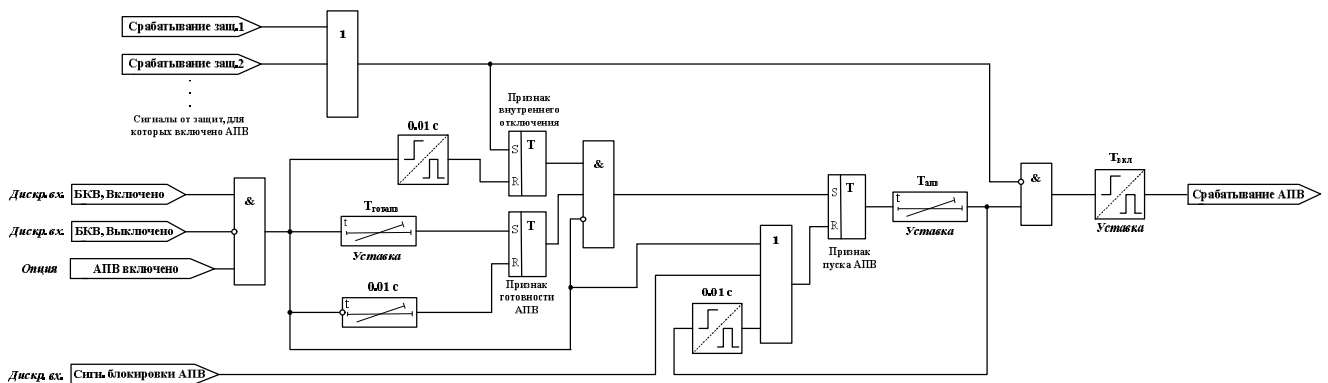 Срабатывание защ.1
Срабатывание защ.2
.
.
.
Сигналы от защит, для
которых включено АПВ
1
Признак
внутреннего
отключения
0.01 с
S
T
R
&
Дискр. вх.
БКВ, Включено
Дискр. вх.
БКВ, Выключено
Опция
АПВ включено
&
Tготапв
t
Уставка
S
T
R
Признак
готовности
АПВ
0.01 с
t
1
0.01 с
S
T
R
Признак
пуска АПВ
Tапв
t
Уставка
&
Tвкл
Уставка
Срабатывание АПВ
Дискр. вх.
Сигн. блокировки АПВ